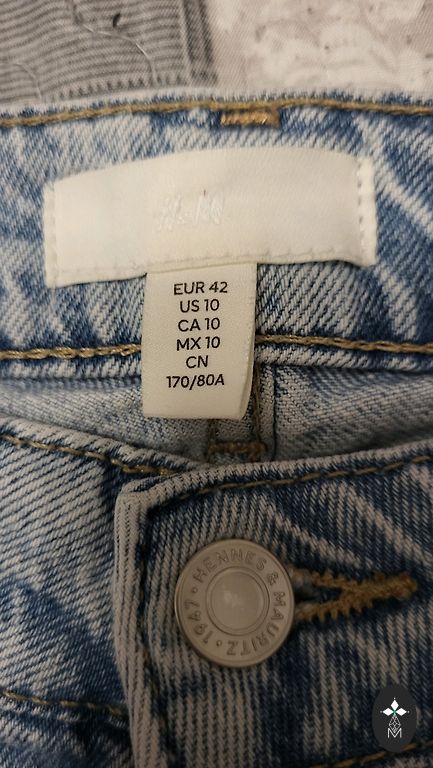 H&M
EUR 42
US 10
CA 10
MX 10
CN
170/80A
HENNES & MAURITZ · 1947 ·